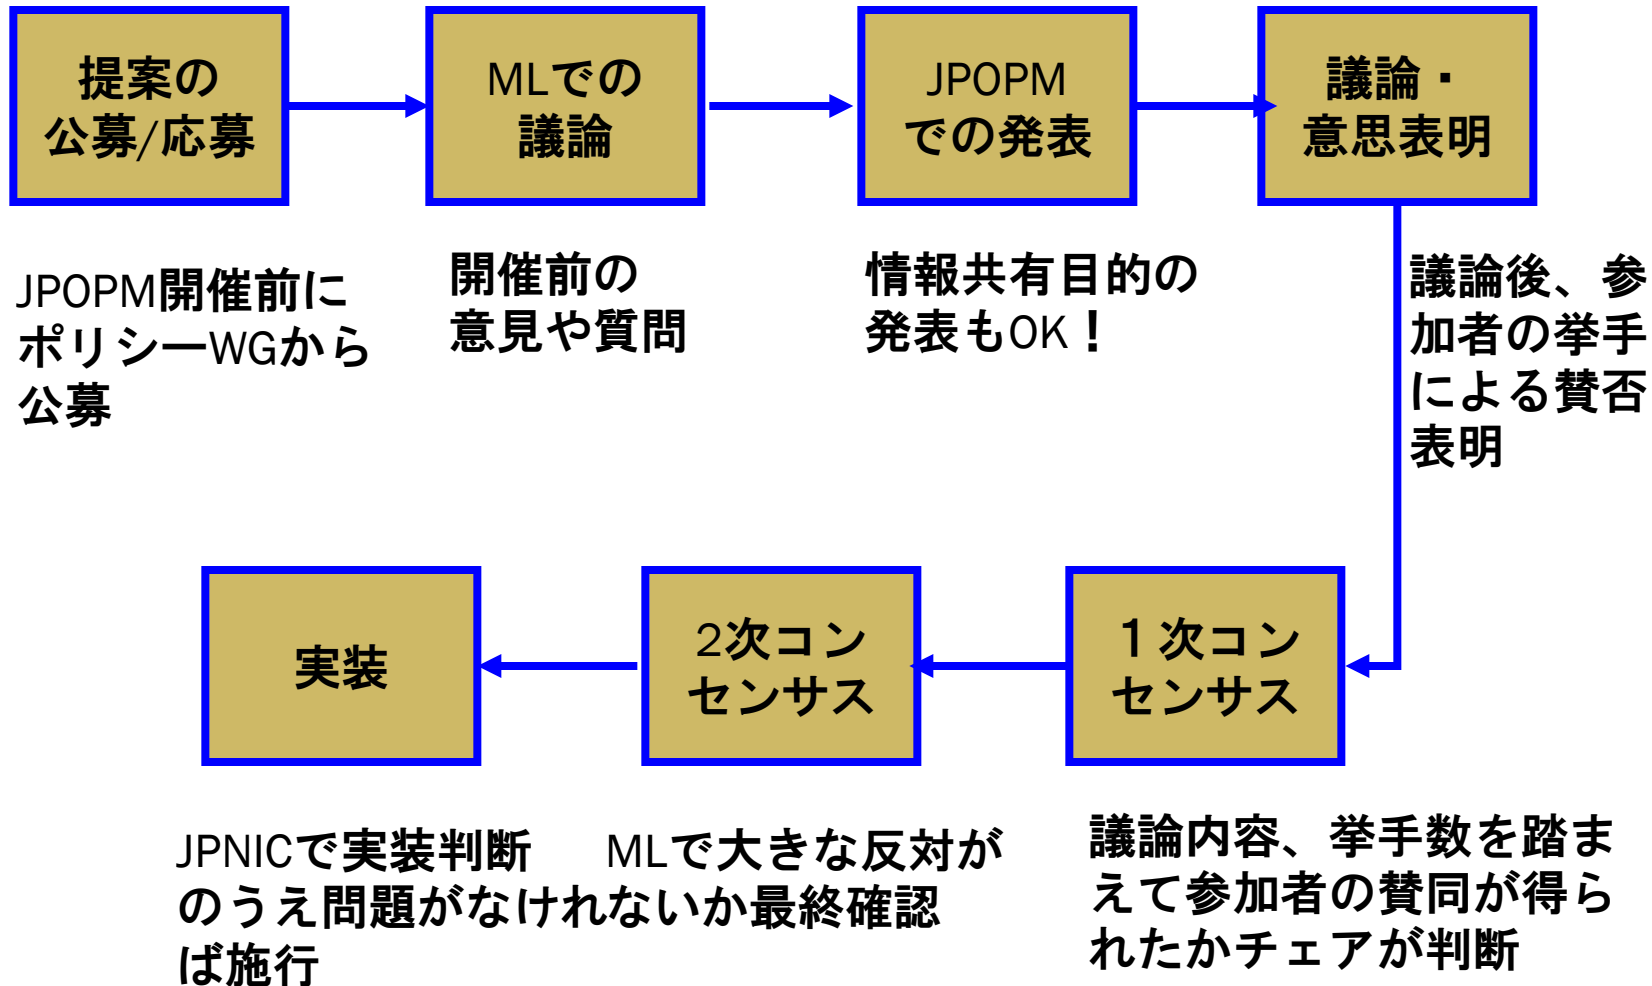 提案の
公募/応募
MLでの
議論
JPOPM
での発表
議論・
意思表明
JPOPM開催前に
ポリシーWGから
公募
開催前の
意見や質問
情報共有目的の
発表もOK！
議論後、参
加者の挙手
による賛否
表明
実装
2次コン
センサス
１次コン
センサス
JPNICで実装判断
のうえ問題がなけれ
ば施行
MLで大きな反対が
ないか最終確認
議論内容、挙手数を踏ま
えて参加者の賛同が得ら
れたかチェアが判断